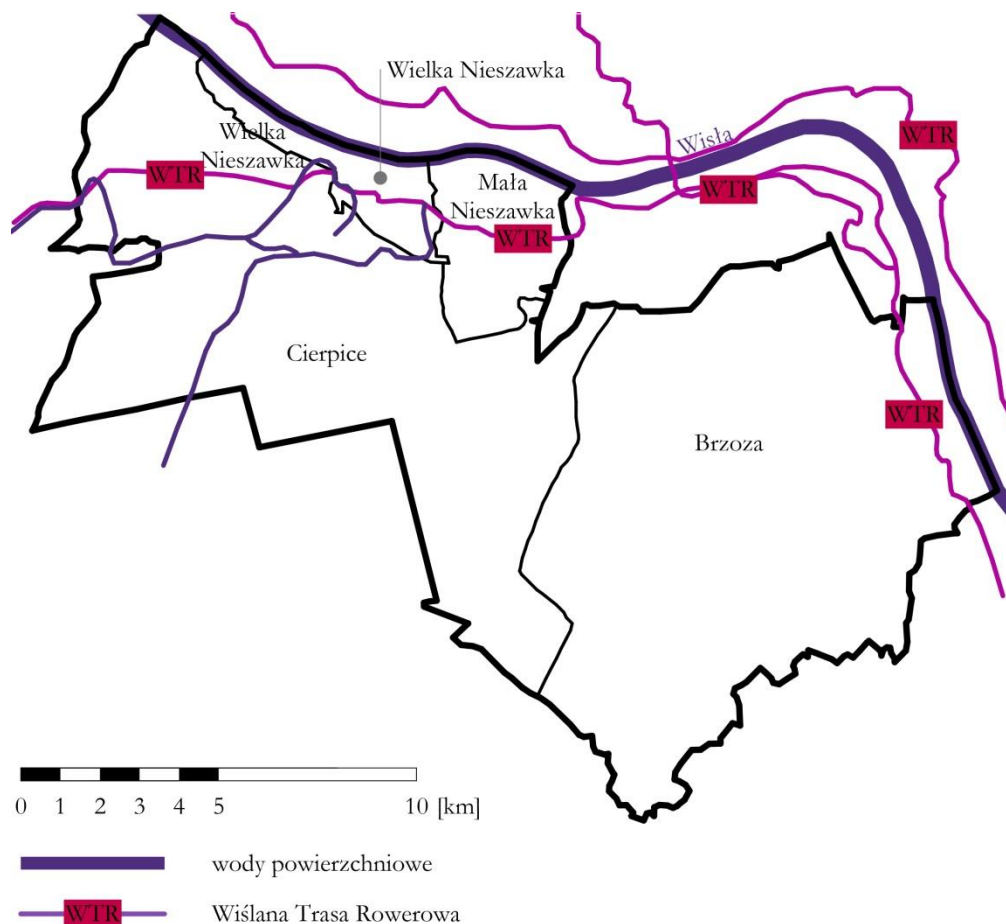 Wielka Nieszawka
Wielka
Nieszawka
Wisła
WTR
WTR
Mała
Nieszawka
WTR
WTR
Cierpice
WTR
Brzoza
0 1 2 3 4 5 10 [km]
wody powierzchniowe
WTR Wiślana Trasa Rowerowa